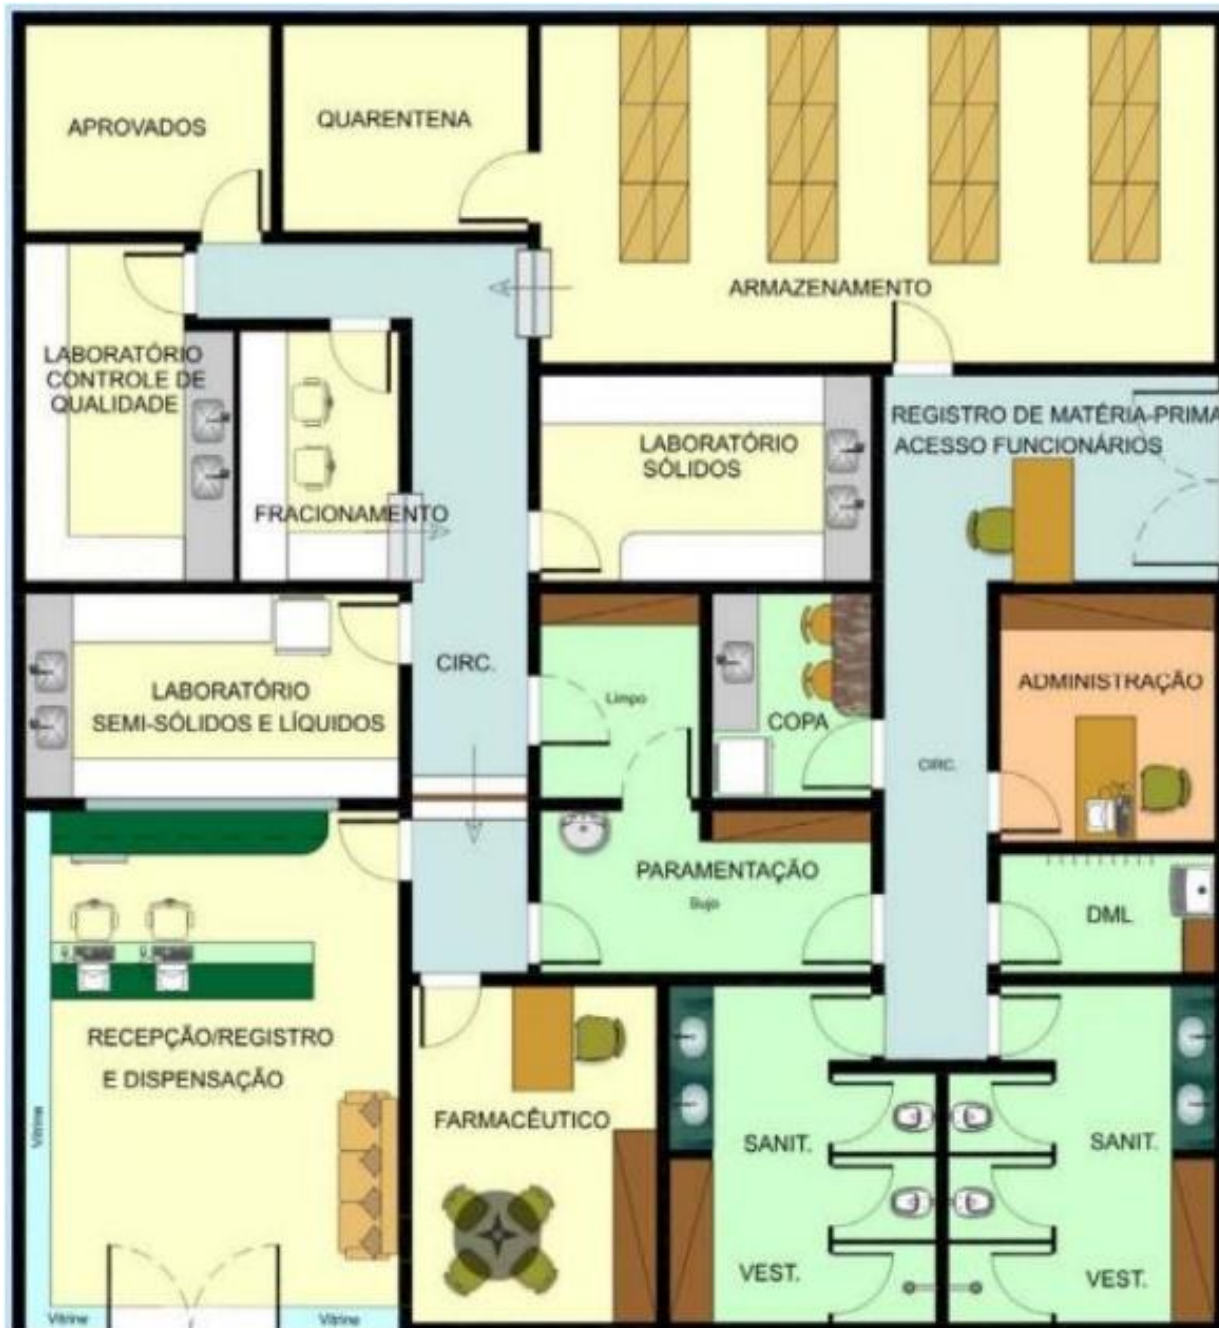 APROVADOS
QUARENTENA
ARMAZENAMENTO
LABORATÓRIO
CONTROLE DE
QUALIDADE
FRACIONAMENTO
LABORATÓRIO
SÓLIDOS
REGISTRO DE MATÉRIA-PRIMA
ACESSO FUNCIONÁRIOS
LABORATÓRIO
SEMI-SÓLIDOS E LÍQUIDOS
CIRC.
Limpo
COPA
CIRC.
ADMINISTRAÇÃO
PARAMENTAÇÃO
Sujo
DML
RECEPÇÃO/REGISTRO
E DISPENSAÇÃO
Vitrine
FARMACÊUTICO
SANIT.
SANIT.
VEST.
VEST.
Vitrine
Vitrine